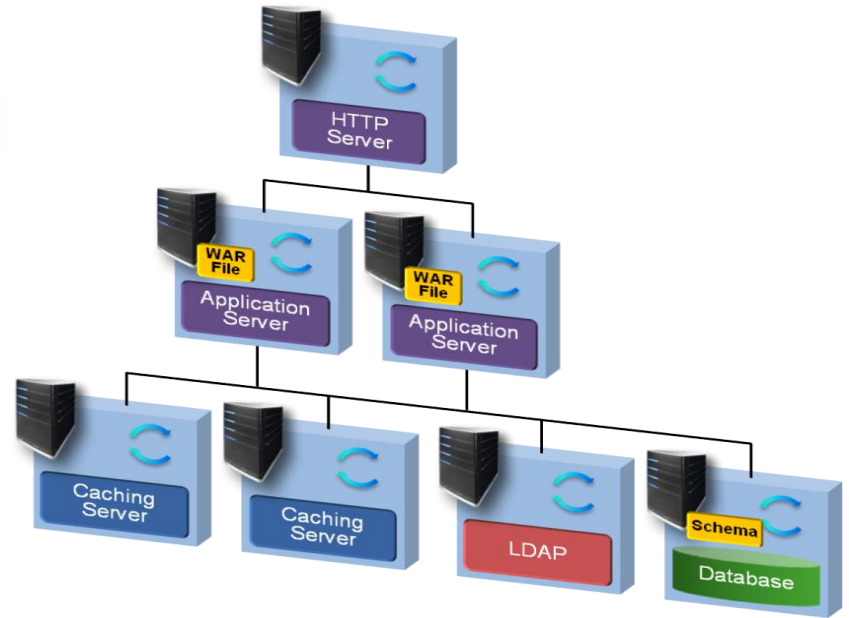 HTTP
Server
WAR
File
Application
Server
WAR
File
Application
Server
Caching
Server
Caching
Server
LDAP
Schema
Database